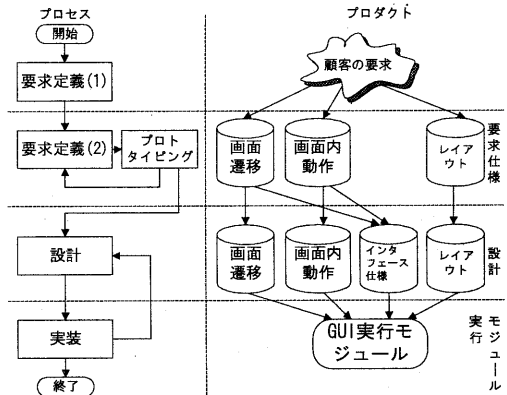 プロセス
プロダクト
開始
要求定義(1)
顧客の要求
要求定義(2)
プロト
タイピング
画面
遷移
画面内
動作
レイア
ウト
要求仕様
設計
画面
遷移
画面内
動作
インタ
フェース
仕様
レイア
ウト
設計
実装
GUI実行モ
ジュール
実行
モジュール
終了